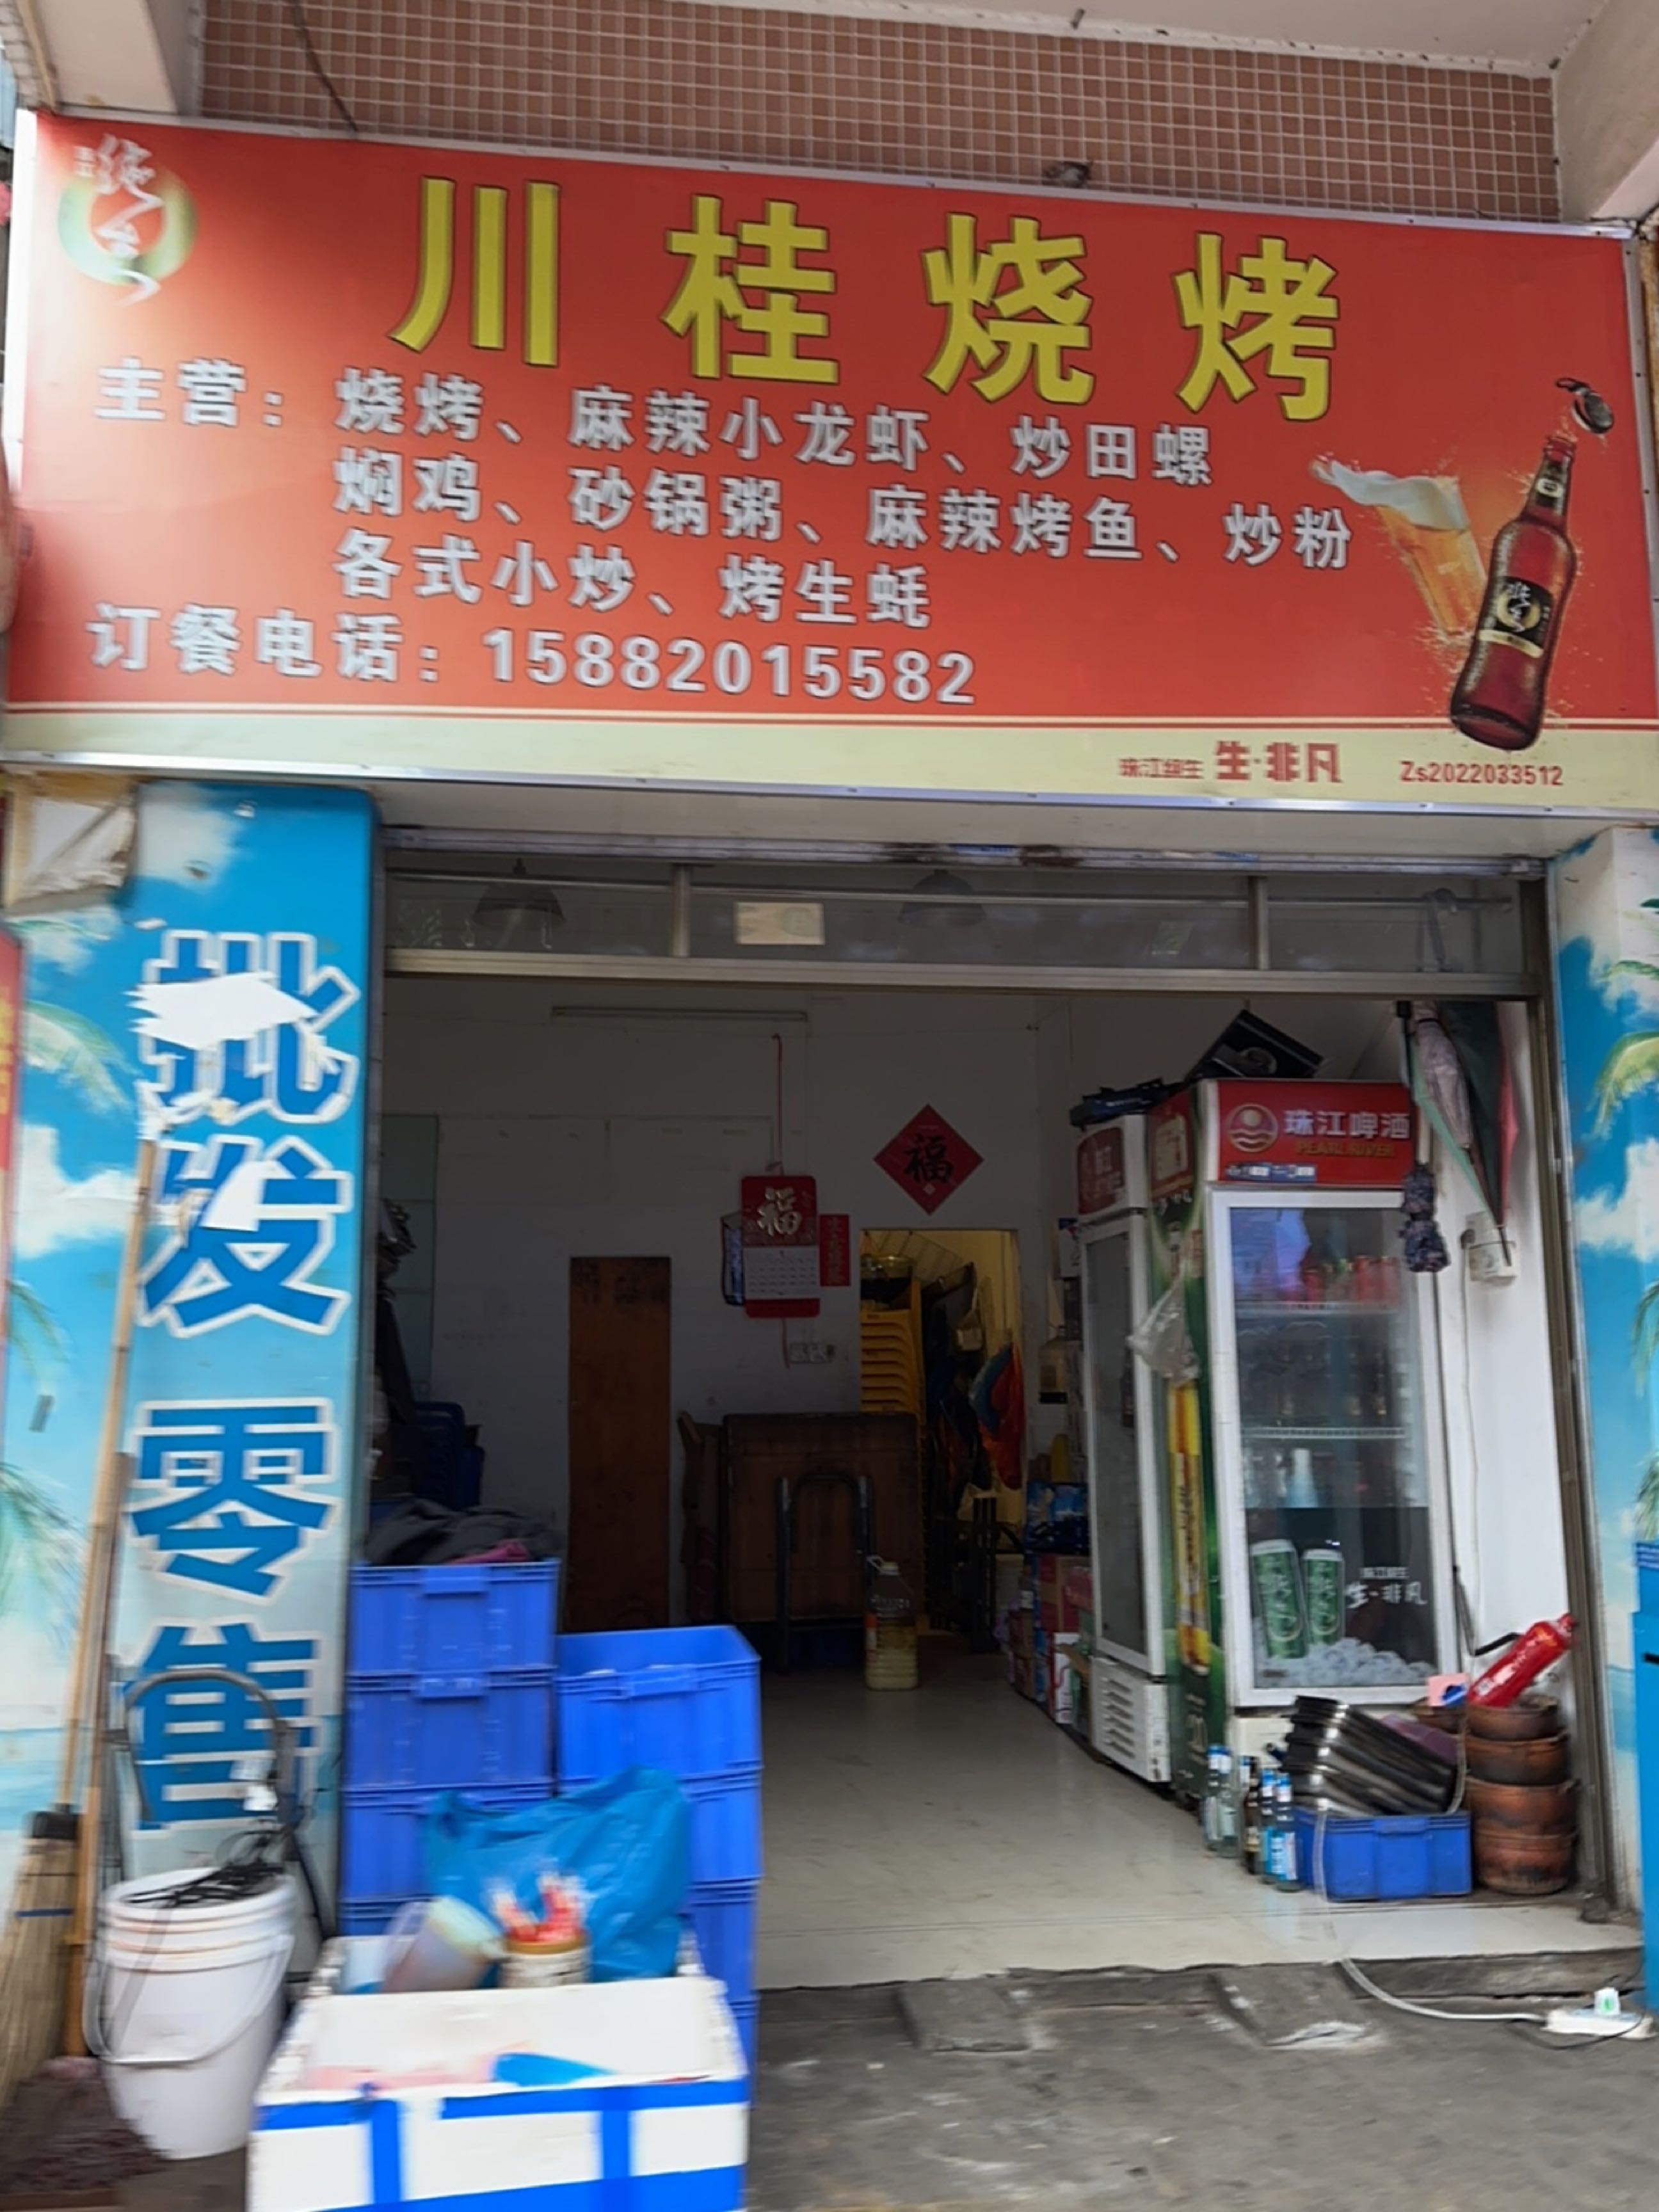 川桂烧烤
主营：烧烤、麻辣小龙虾、炒田螺
焖鸡、砂锅粥、麻辣烤鱼、炒粉
各式小炒、烤生蚝
订餐电话：15882015582
珠江纯生 生·非凡 Zs2022033512
批发 零售
福
福
珠江啤酒
PEARL RIVER
生·非凡